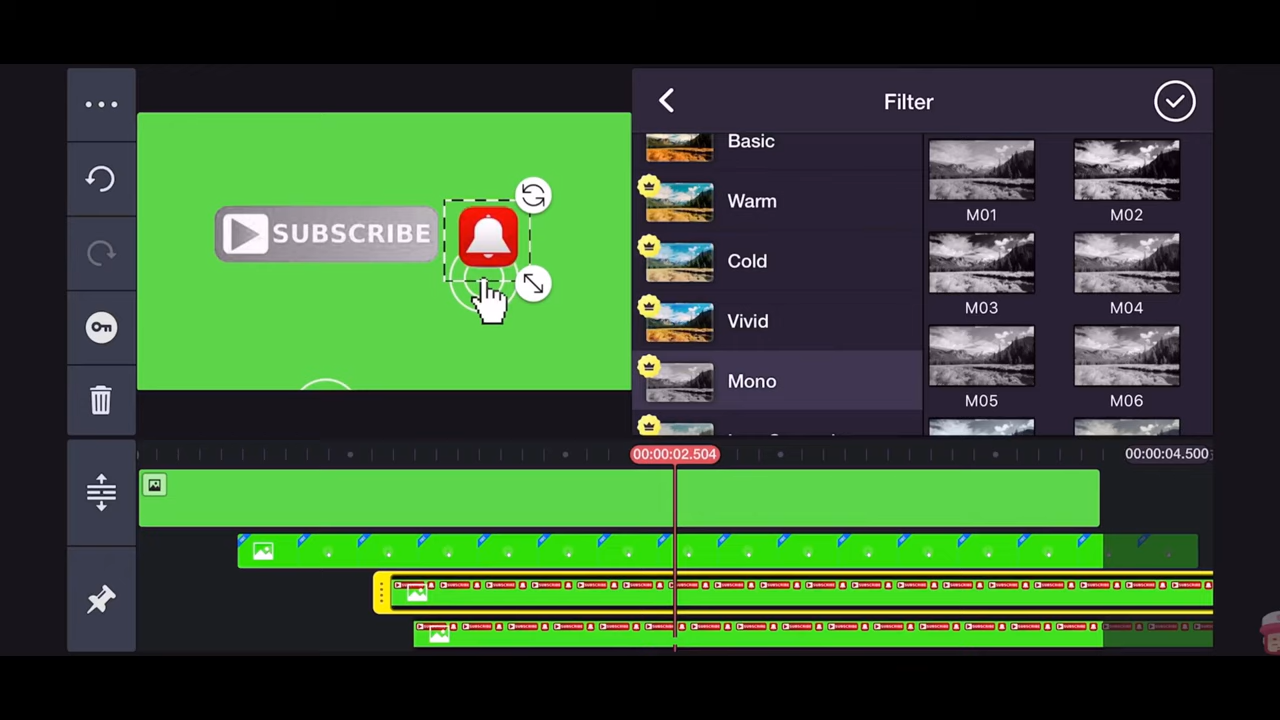 Filter
Basic
Warm
Cold
Vivid
Mono
M01
M02
M03
M04
M05
M06
SUBSCRIBE
00:00:02.504
00:00:04.500